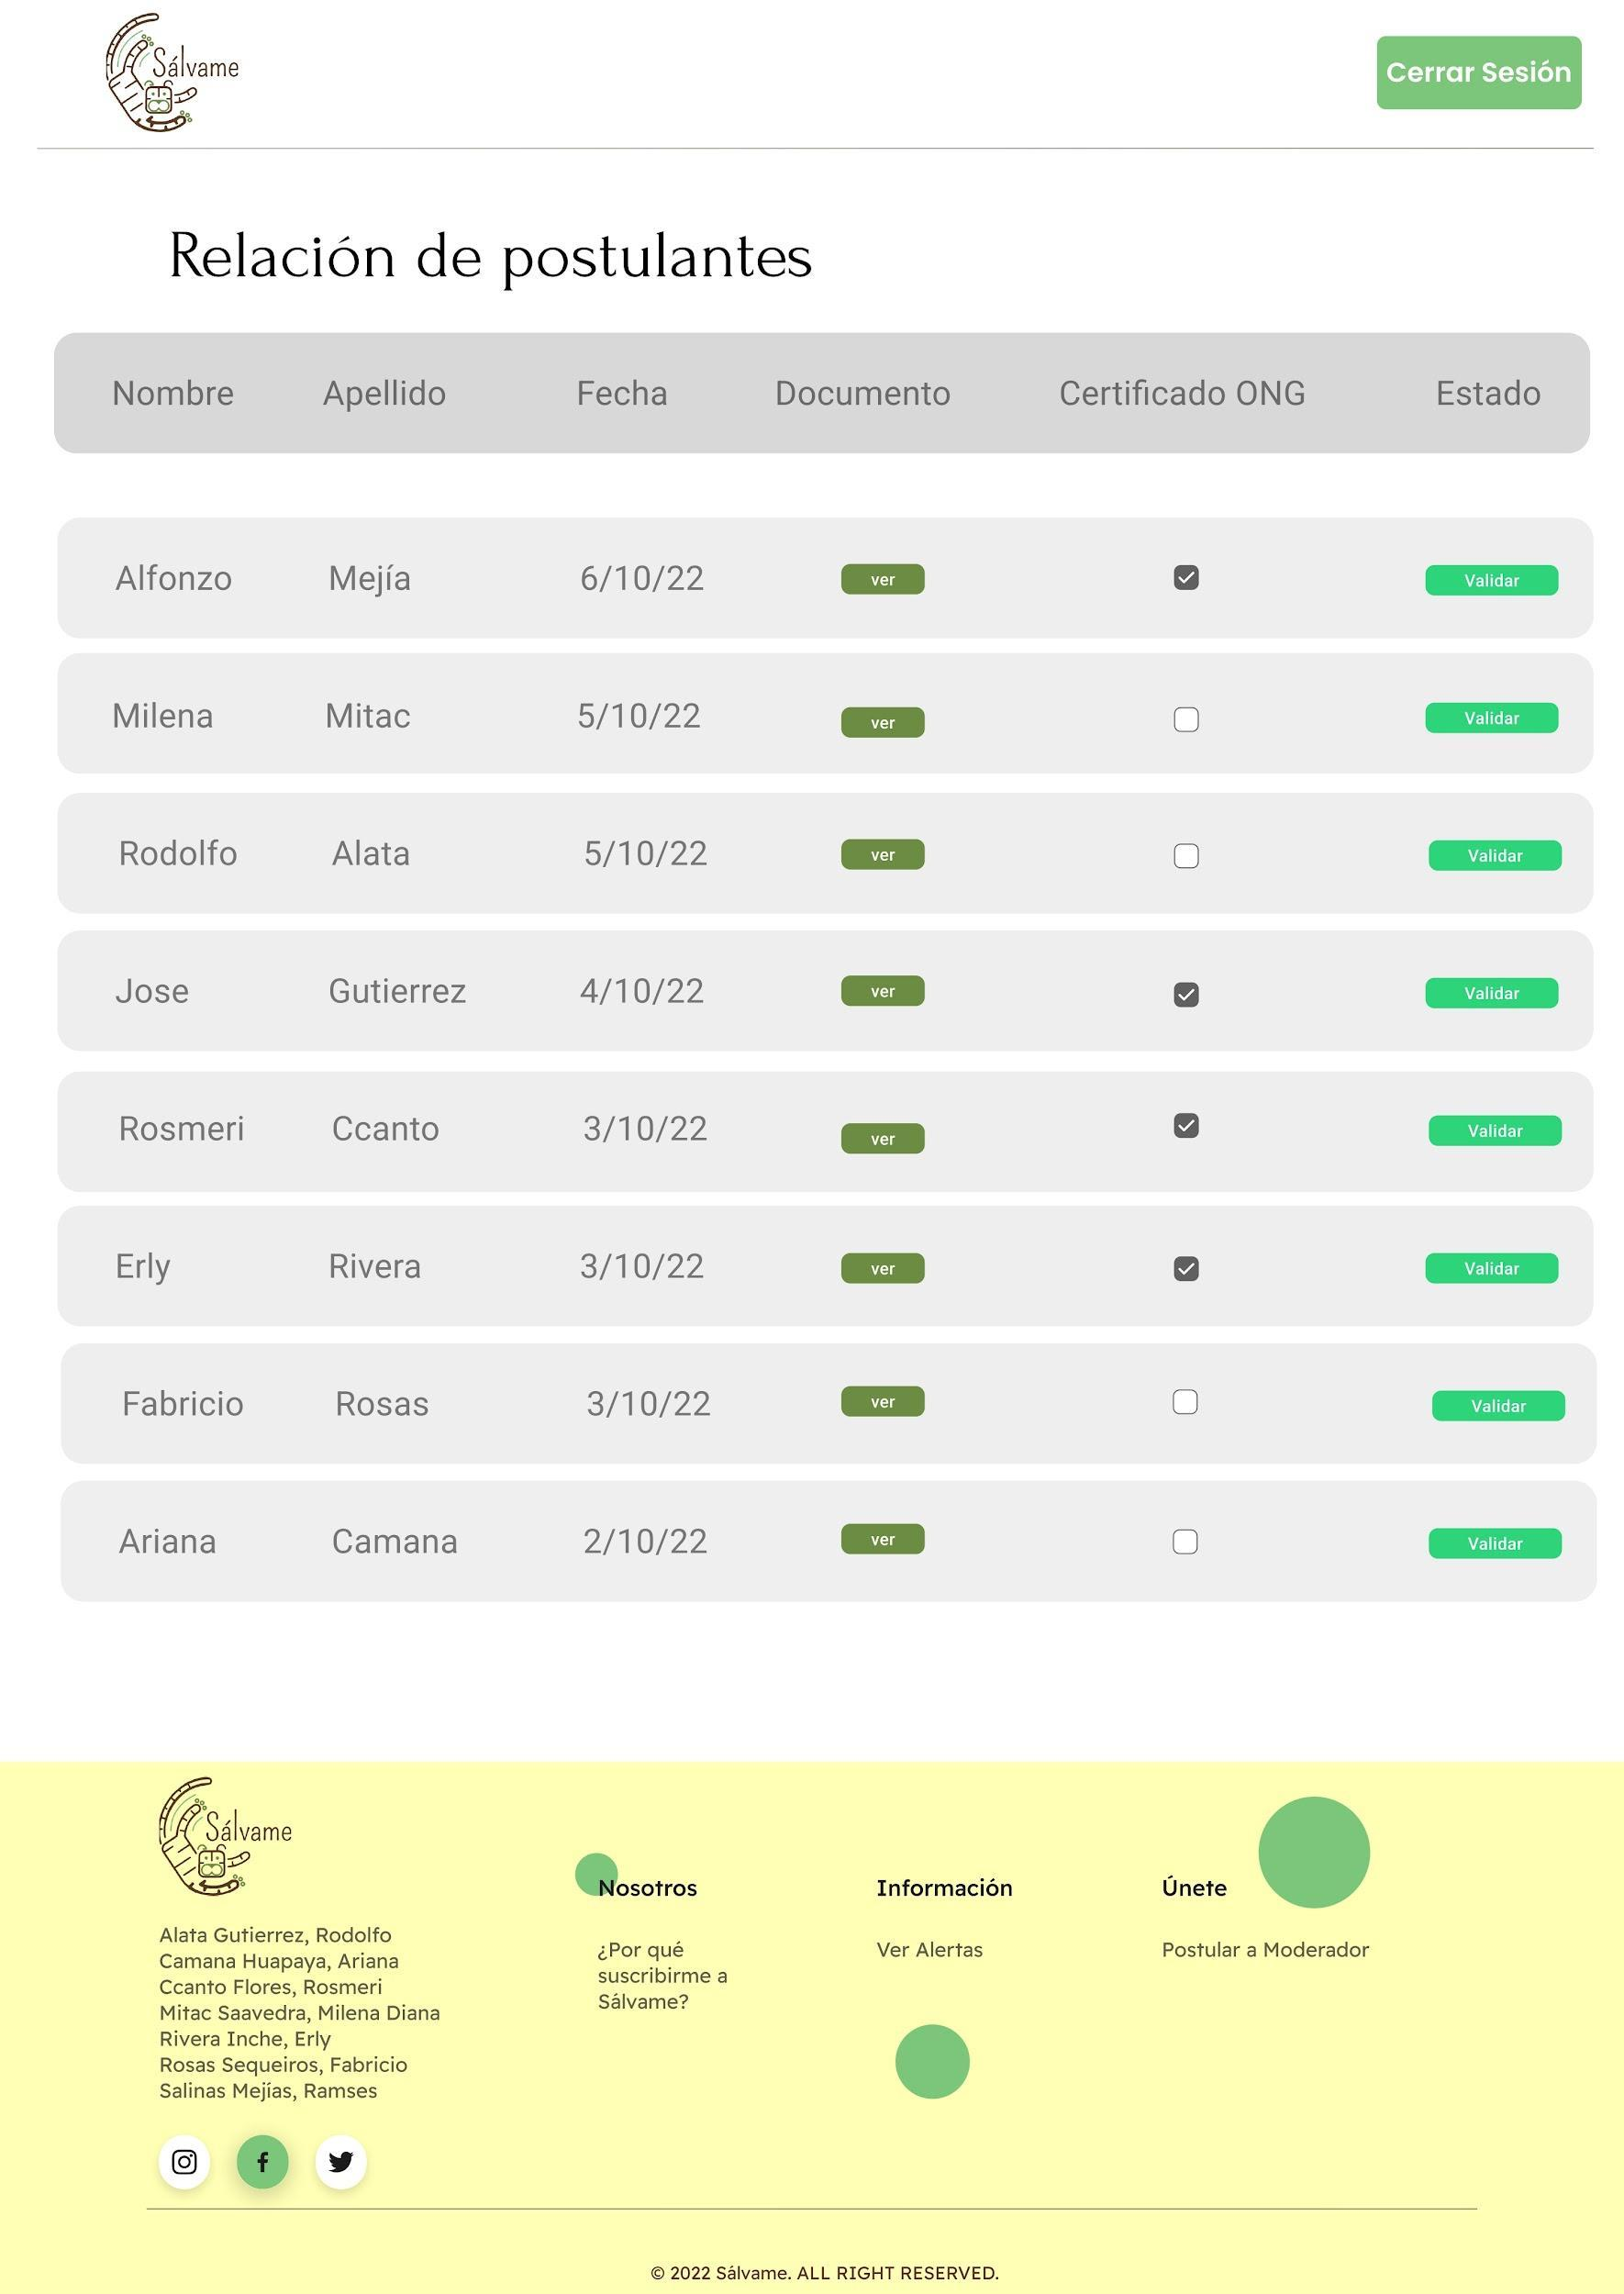 Sálvame
Cerrar Sesión
Relación de postulantes
Nombre Apellido Fecha Documento Certificado ONG Estado
Alfonzo Mejía 6/10/22 ver Validar
Milena Mitac 5/10/22 ver Validar
Rodolfo Alata 5/10/22 ver Validar
Jose Gutierrez 4/10/22 ver Validar
Rosmeri Ccanto 3/10/22 ver Validar
Erly Rivera 3/10/22 ver Validar
Fabricio Rosas 3/10/22 ver Validar
Ariana Camana 2/10/22 ver Validar
Sálvame
Alata Gutierrez, Rodolfo
Camana Huapaya, Ariana
Ccanto Flores, Rosmeri
Mitac Saavedra, Milena Diana
Rivera Inche, Erly
Rosas Sequeiros, Fabricio
Salinas Mejías, Ramses
Nosotros
¿Por qué
suscribirme a
Sálvame?
Información
Ver Alertas
Únete
Postular a Moderador
© 2022 Sálvame. ALL RIGHT RESERVED.